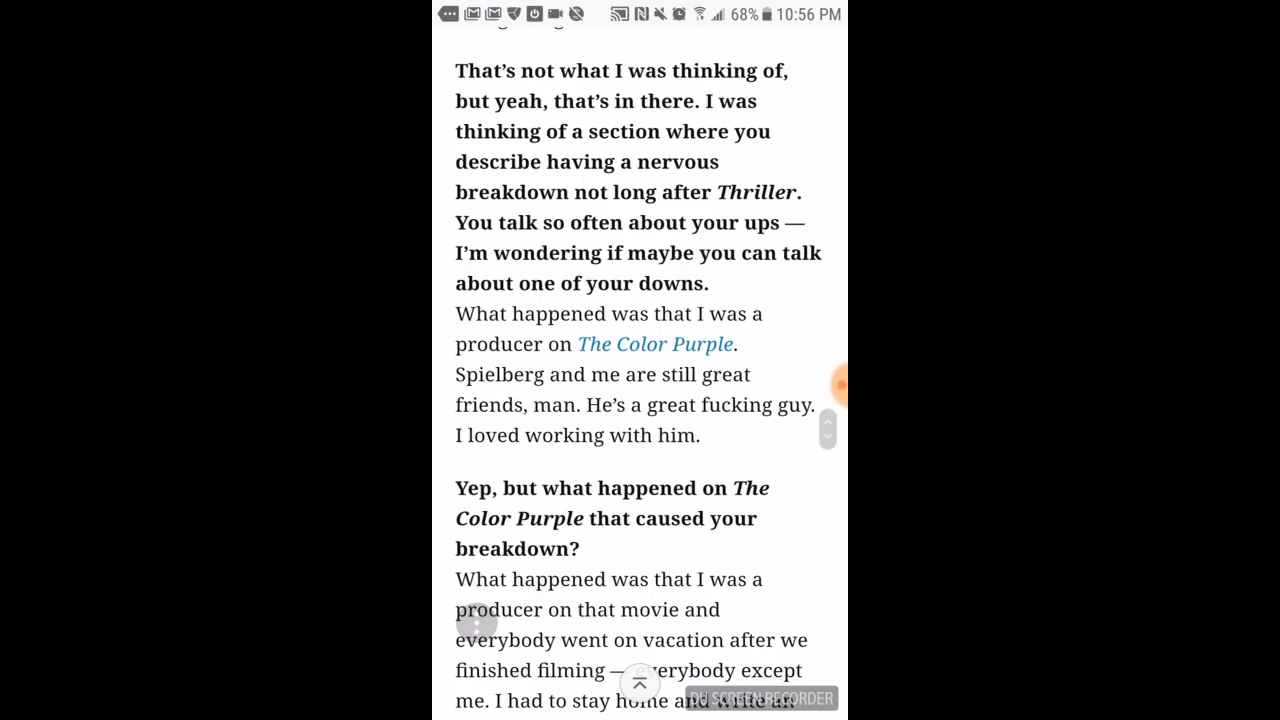 68% 10:56 PM
That’s not what I was thinking of,
but yeah, that’s in there. I was
thinking of a section where you
describe having a nervous
breakdown not long after Thriller.
You talk so often about your ups —
I’m wondering if maybe you can talk
about one of your downs.
What happened was that I was a
producer on The Color Purple.
Spielberg and me are still great
friends, man. He’s a great fucking guy.
I loved working with him.
Yep, but what happened on The
Color Purple that caused your
breakdown?
What happened was that I was a
producer on that movie and
everybody went on vacation after we
finished filming — everybody except
me. I had to stay home and write an
DU SCREEN RECORDER